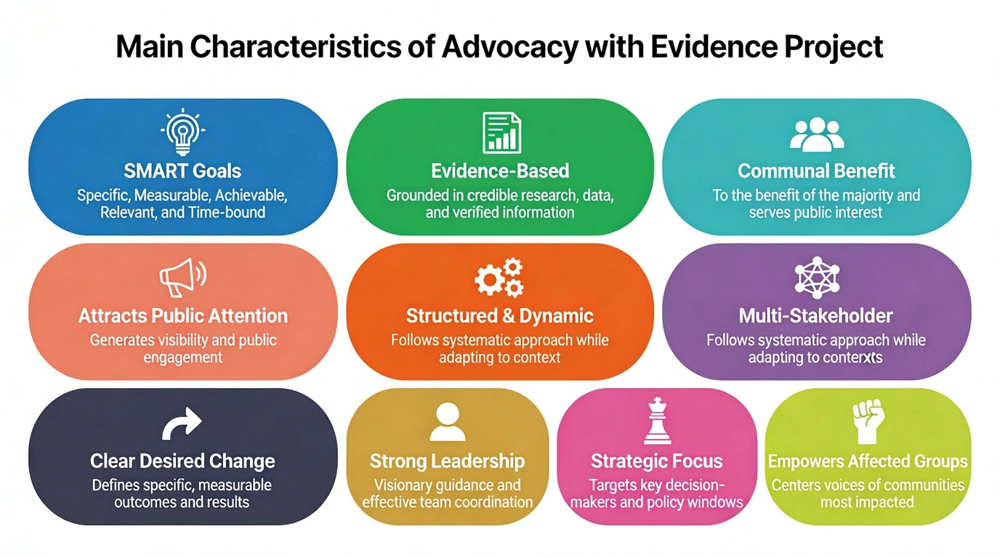 Main Characteristics of Advocacy with Evidence Project
SMART Goals
Specific, Measurable, Achievable,
Relevant, and Time-bound
Evidence-Based
Grounded in credible research, data,
and verified information
Communal Benefit
To the benefit of the majority and
serves public interest
Attracts Public Attention
Generates visibility and public
engagement
Structured & Dynamic
Follows systematic approach while
adapting to context
Multi-Stakeholder
Follows systematic approach while
adapting to
Clear Desired Change
Defines specific, measurable
outcomes and results
Strong Leadership
Visionary guidance and
effective team coordination
Strategic Focus
Targets key decision-
makers and policy windows
Empowers Affected Groups
Centers voices of communities
most impacted